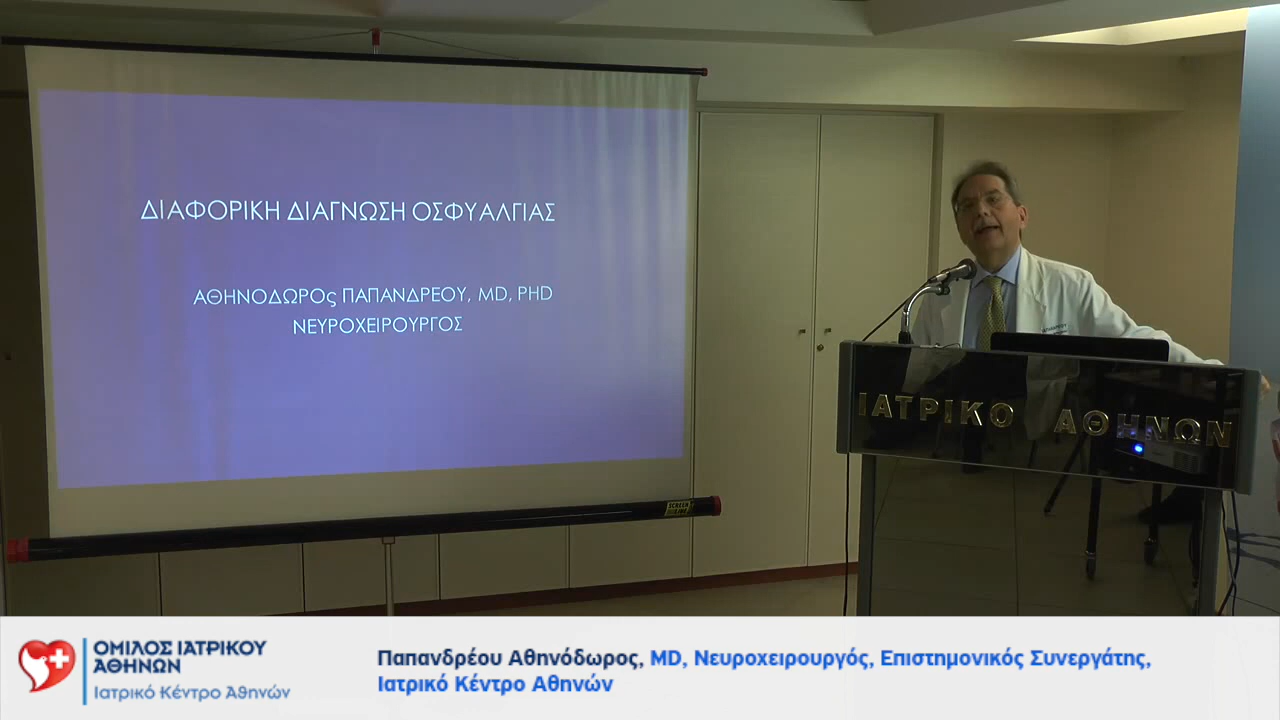 ΔΙΑΦΟΡΙΚΗ ΔΙΑΓΝΩΣΗ ΟΣΦΥΑΛΓΙΑΣ
ΑΘΗΝΟΔΩΡΟς ΠΑΠΑΝΔΡΕΟΥ, MD, PHD
ΝΕΥΡΟΧΕΙΡΟΥΡΓΟΣ
ΙΑΤΡΙΚΟ ΑΘΗΝΩΝ
ΟΜΙΛΟΣ ΙΑΤΡΙΚΟΥ
ΑΘΗΝΩΝ
Ιατρικό Κέντρο Αθηνών
Παπανδρέου Αθηνόδωρος, MD, Νευροχειρουργός, Επιστημονικός Συνεργάτης,
Ιατρικό Κέντρο Αθηνών